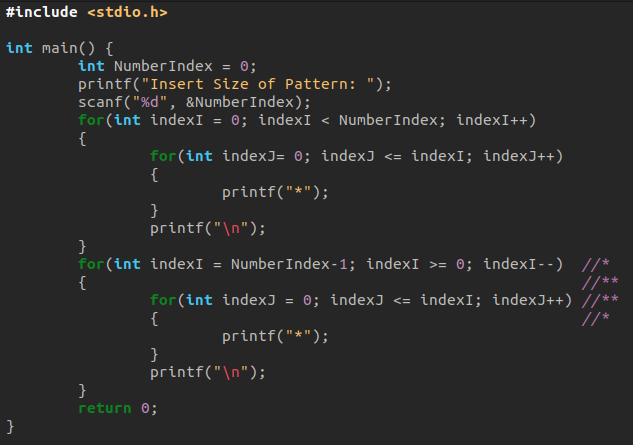 #include <stdio.h>

int main() {
        int NumberIndex = 0;
        printf("Insert Size of Pattern: ");
        scanf("%d", &NumberIndex);
        for(int indexI = 0; indexI < NumberIndex; indexI++)
        {
                for(int indexJ= 0; indexJ <= indexI; indexJ++)
                {
                        printf("*");
                }
                printf("\n");
        }
        for(int indexI = NumberIndex-1; indexI >= 0; indexI--)  //*
        {                                                       //**
                for(int indexJ = 0; indexJ <= indexI; indexJ++) //**
                {                                               //*
                        printf("*");
                }
                printf("\n");
        }
        return 0;
}